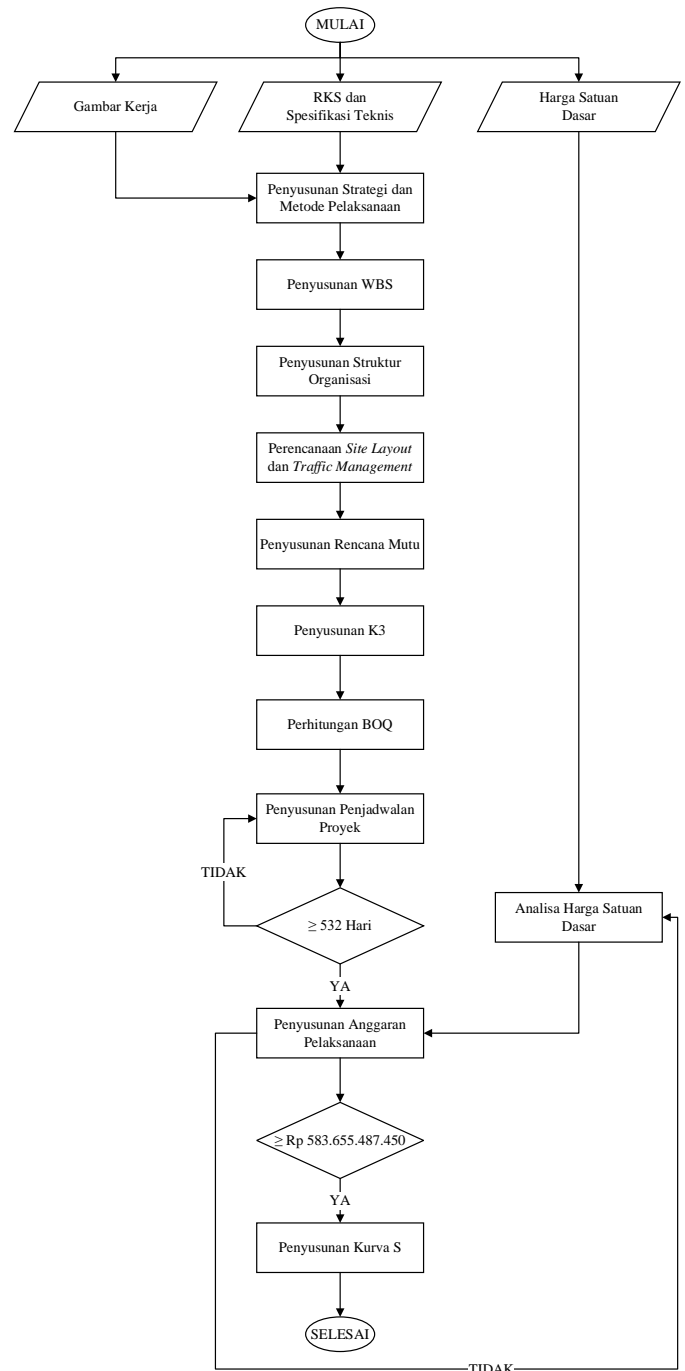 MULAI
Gambar Kerja
RKS dan
Spesifikasi Teknis
Harga Satuan
Dasar
Penyusunan Strategi dan
Metode Pelaksanaan
Penyusunan WBS
Penyusunan Struktur
Organisasi
Perencanaan Site Layout
dan Traffic Management
Penyusunan Rencana Mutu
Penyusunan K3
Perhitungan BOQ
Penyusunan Penjadwalan
Proyek
TIDAK
≥ 532 Hari
Analisa Harga Satuan
Dasar
YA
Penyusunan Anggaran
Pelaksanaan
≥ Rp 583.655.487.450
YA
Penyusunan Kurva S
SELESAI
TIDAK